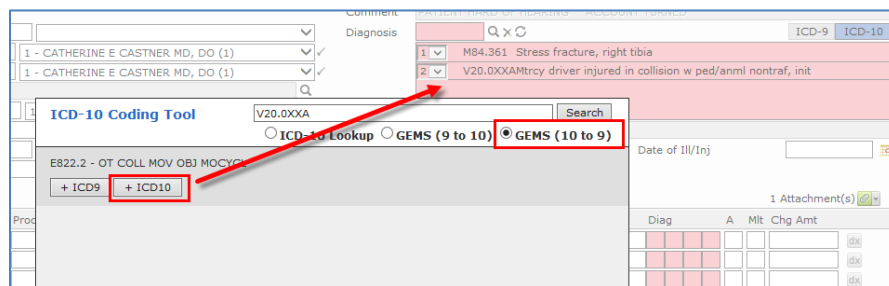 Comment PATIENT HARD OF HEARING ACCOUNT TURNED
Diagnosis ICD-9 ICD-10
1 - CATHERINE E CASTNER MD, DO (1) 1 M84.361 Stress fracture, right tibia
1 - CATHERINE E CASTNER MD, DO (1) 2 V20.0XXAMtrcy driver injured in collision w ped/anml nontraf, init
1
ICD-10 Coding Tool V20.0XXA Search
ICD-10 Lookup GEMS (9 to 10) GEMS (10 to 9)
Date of Ill/Inj
E822.2 - OT COLL MOV OBJ MOCYCL
+ ICD9 + ICD10
1 Attachment(s)
Proc Diag A Mlt Chg Amt
dx
dx
dx